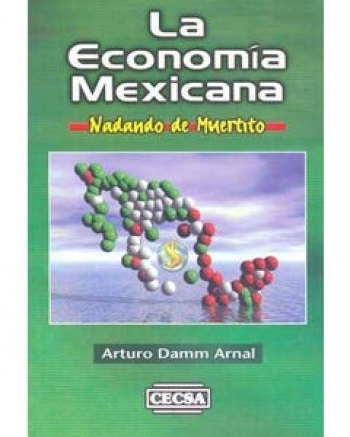 La
Economía
Mexicana
Nadando de Muertito
Arturo Damm Arnal
CECSA